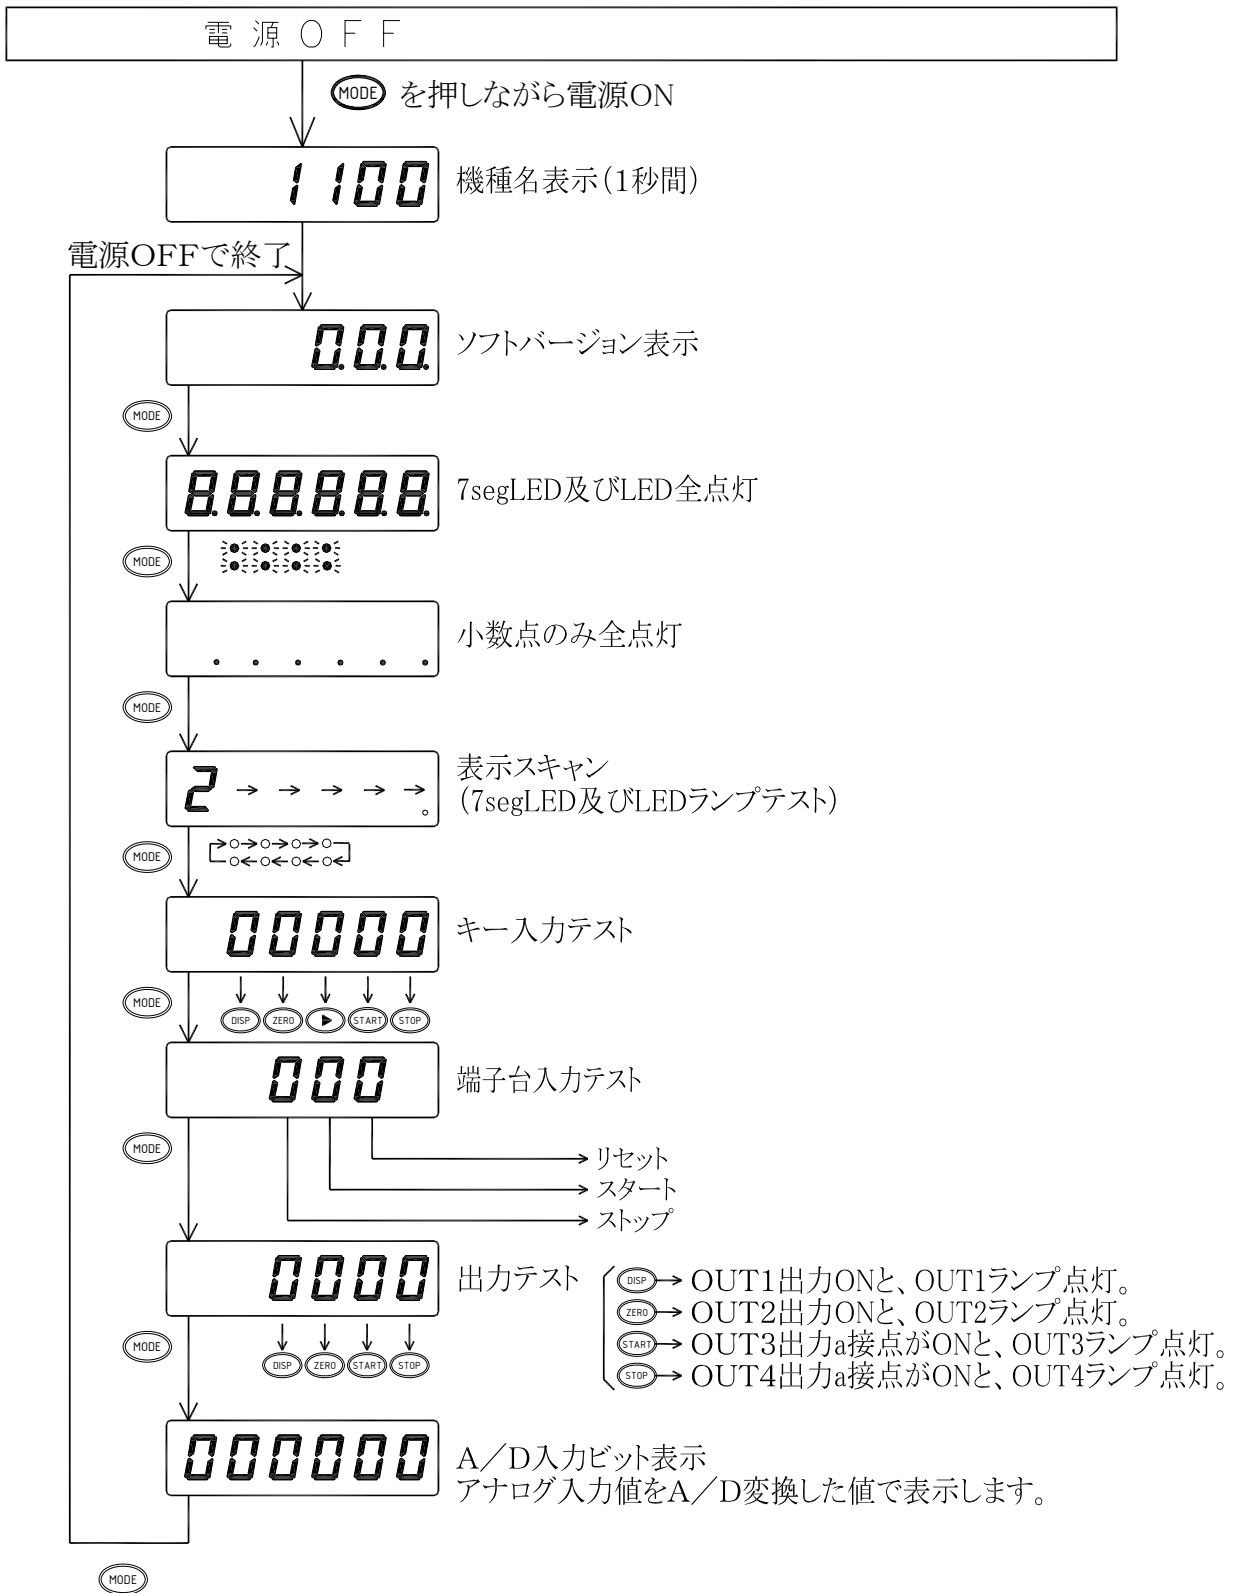 電源OFF
MODE を押しながら電源ON
1100 機種名表示(1秒間)
電源OFFで終了
0.0.0. ソフトバージョン表示
MODE
8.8.8.8.8.8. 7segLED及びLED全点灯
MODE
. . . . . . 小数点のみ全点灯
MODE
2 → → → → → 表示スキャン
(7segLED及びLEDランプテスト)
MODE
00000 キー入力テスト
MODE
DISP ZERO ▶ START STOP
000 端子台入力テスト
MODE
リセット
スタート
ストップ
0000 出力テスト
DISP → OUT1出力ONと、OUT1ランプ点灯。
ZERO → OUT2出力ONと、OUT2ランプ点灯。
START → OUT3出力a接点がONと、OUT3ランプ点灯。
STOP → OUT4出力a接点がONと、OUT4ランプ点灯。
MODE
DISP ZERO START STOP
000000 A/D入力ビット表示
アナログ入力値をA/D変換した値で表示します。
MODE